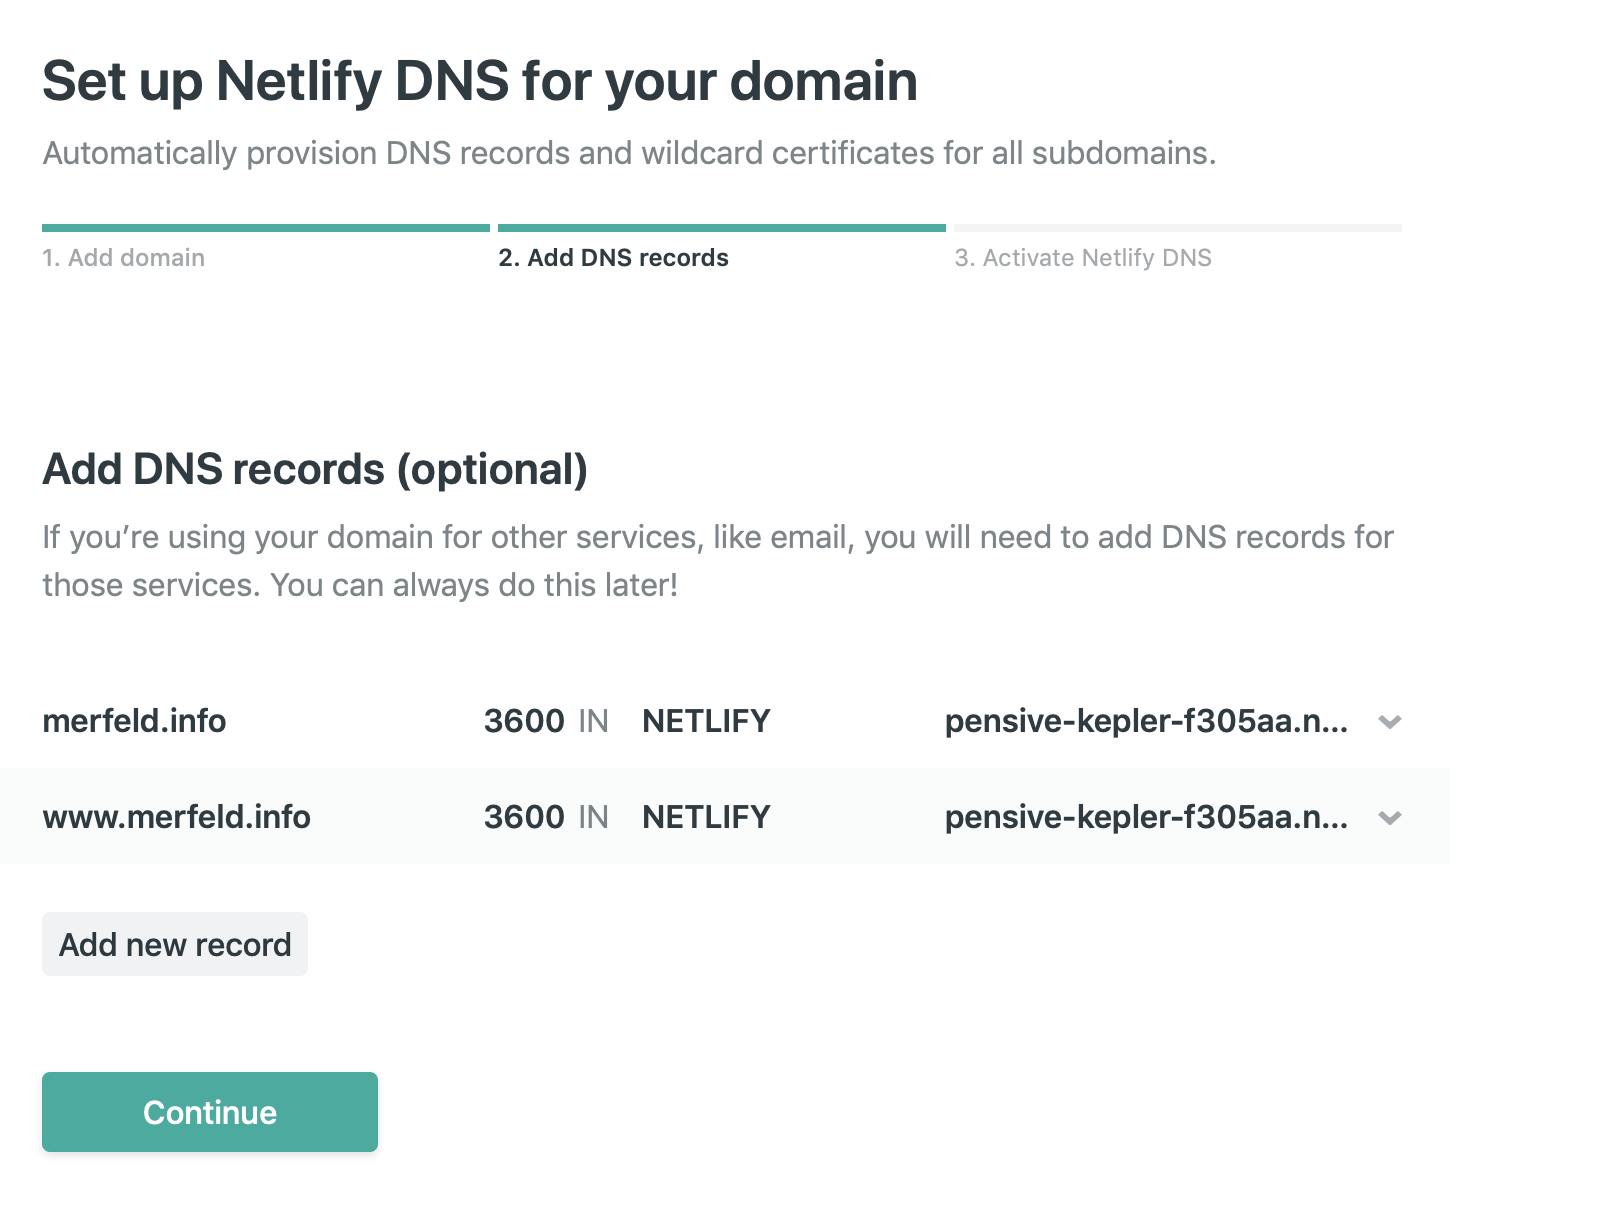 Set up Netlify DNS for your domain
Automatically provision DNS records and wildcard certificates for all subdomains.
1. Add domain
2. Add DNS records
3. Activate Netlify DNS
Add DNS records (optional)
If you’re using your domain for other services, like email, you will need to add DNS records for
those services. You can always do this later!
merfeld.info 3600 IN NETLIFY pensive-kepler-f305aa.n...
www.merfeld.info 3600 IN NETLIFY pensive-kepler-f305aa.n...
Add new record
Continue